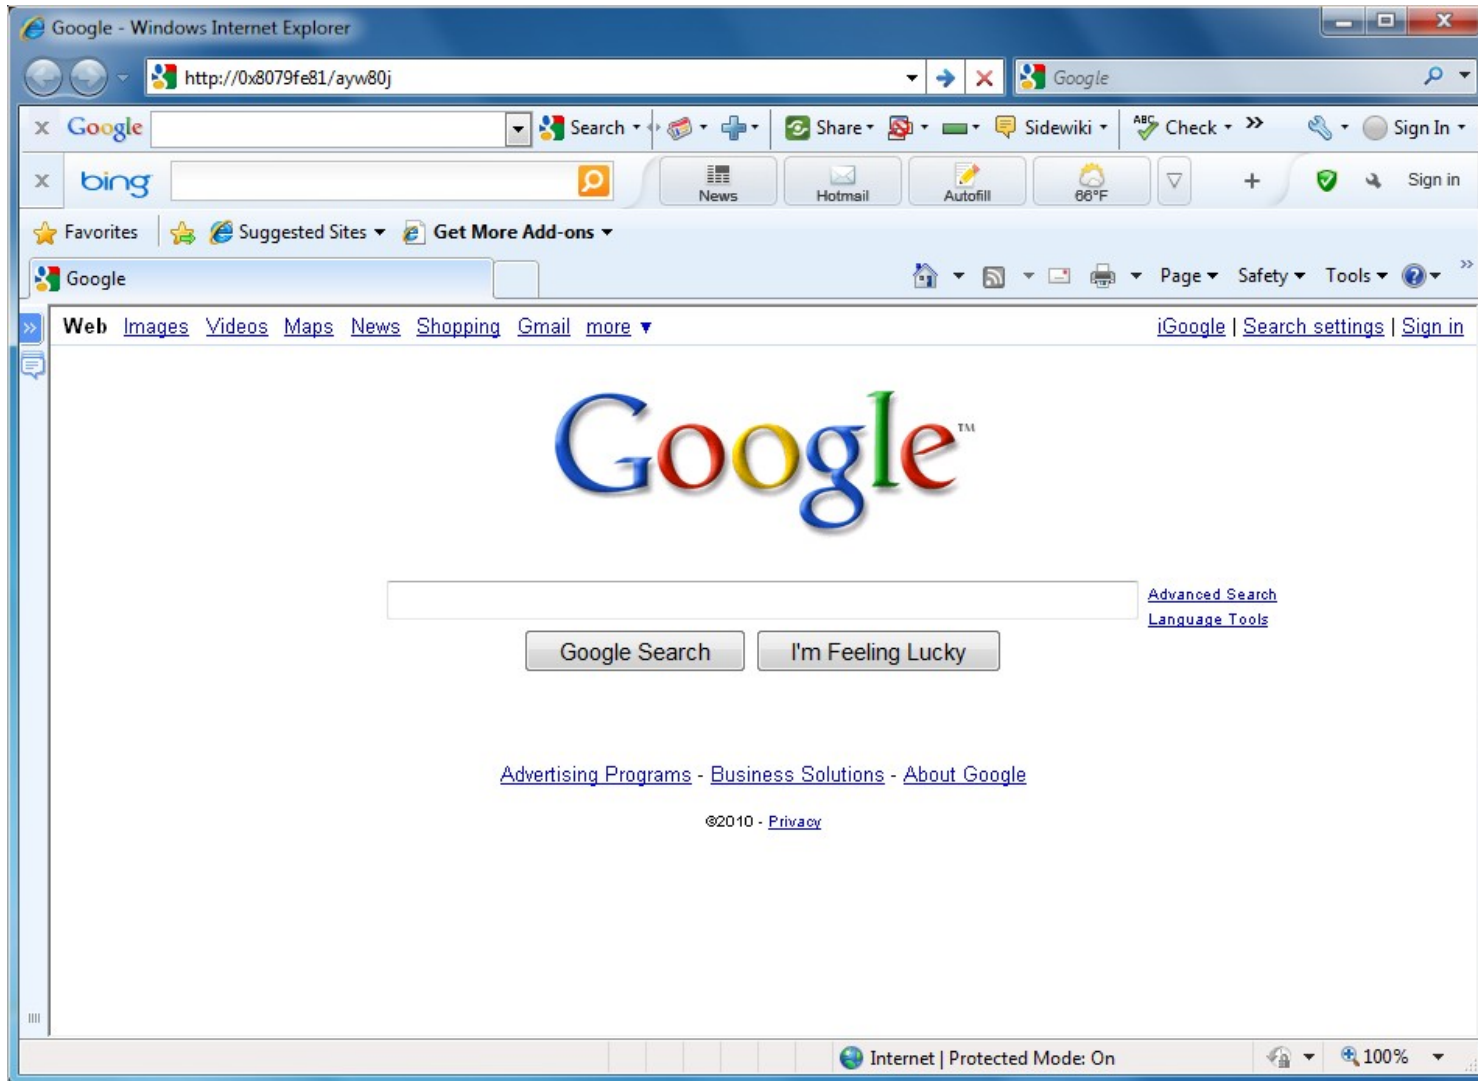 Google - Windows Internet Explorer
http://0x8079fe81/ayw80j Google
x Google Search Share Sidewiki ABC Check >> Sign In
x bing News Hotmail Autofill 66°F + Sign in
Favorites Suggested Sites Get More Add-ons
Google Page Safety Tools >>
>> Web Images Videos Maps News Shopping Gmail more iGoogle | Search settings | Sign in
Google TM
Advanced Search
Language Tools
Google Search I'm Feeling Lucky
Advertising Programs - Business Solutions - About Google
©2010 - Privacy
Internet | Protected Mode: On 100%